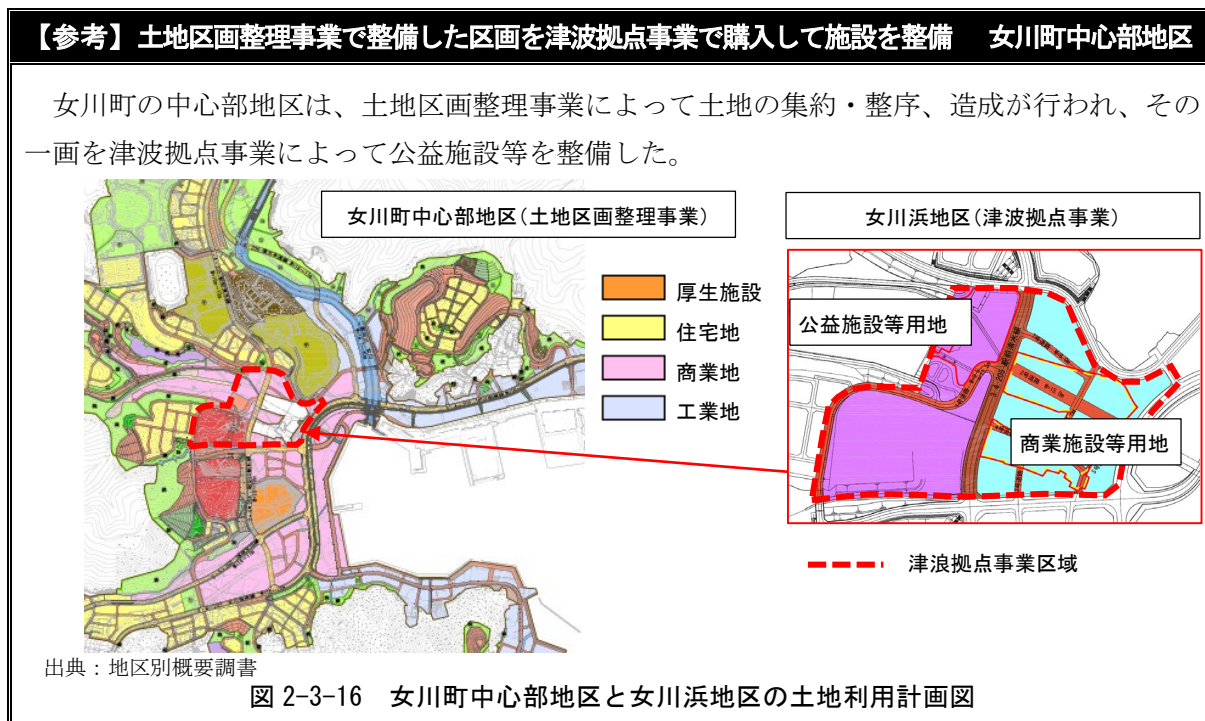 【参考】土地区画整理事業で整備した区画を津波拠点事業で購入して施設を整備　女川町中心部地区
女川町の中心部地区は、土地区画整理事業によって土地の集約・整序、造成が行われ、その
一画を津波拠点事業によって公益施設等を整備した。
女川町中心部地区（土地区画整理事業）
厚生施設
住宅地
商業地
工業地
女川浜地区（津波拠点事業）
公益施設等用地
商業施設等用地
津浪拠点事業区域
出典：地区別概要調書
図 2-3-16　女川町中心部地区と女川浜地区の土地利用計画図